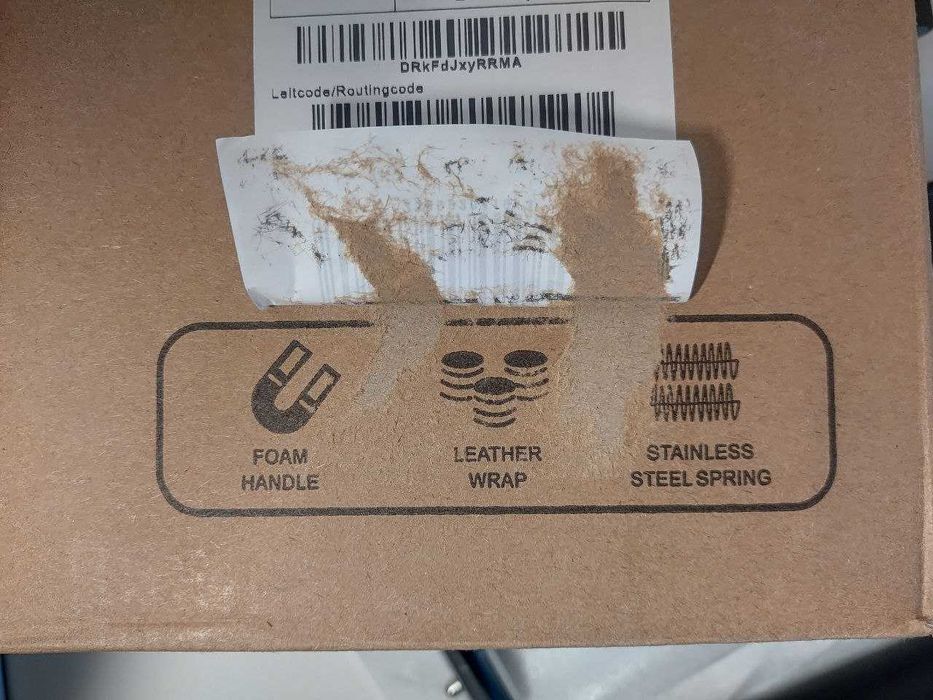 DRkFdJxyRRMA
Leitcode/Routingcode
FOAM
HANDLE
LEATHER
WRAP
STAINLESS
STEEL SPRING